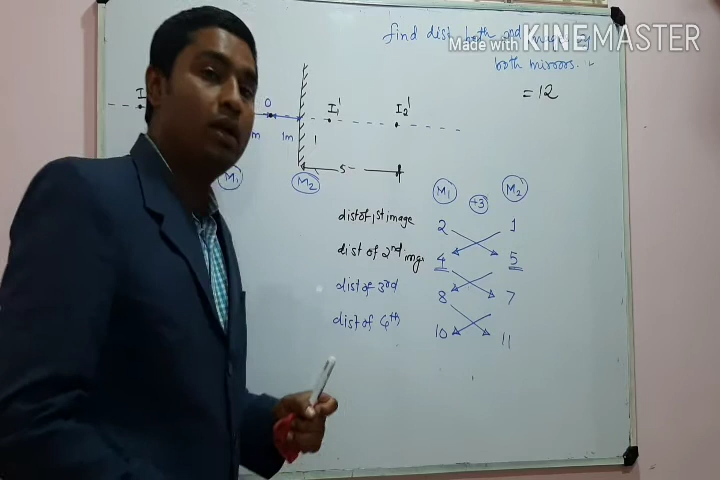 find dist both
Made with KINEMASTER
both mirrors.
= 12
I
O
I₁'
I₂'
m
1m
1
5
M₁
M₂
M₁
+3
M₂
dist of 1st image
2
1
dist of 2nd img.
4
5
dist of 3rd
8
7
dist of 4th
10
11